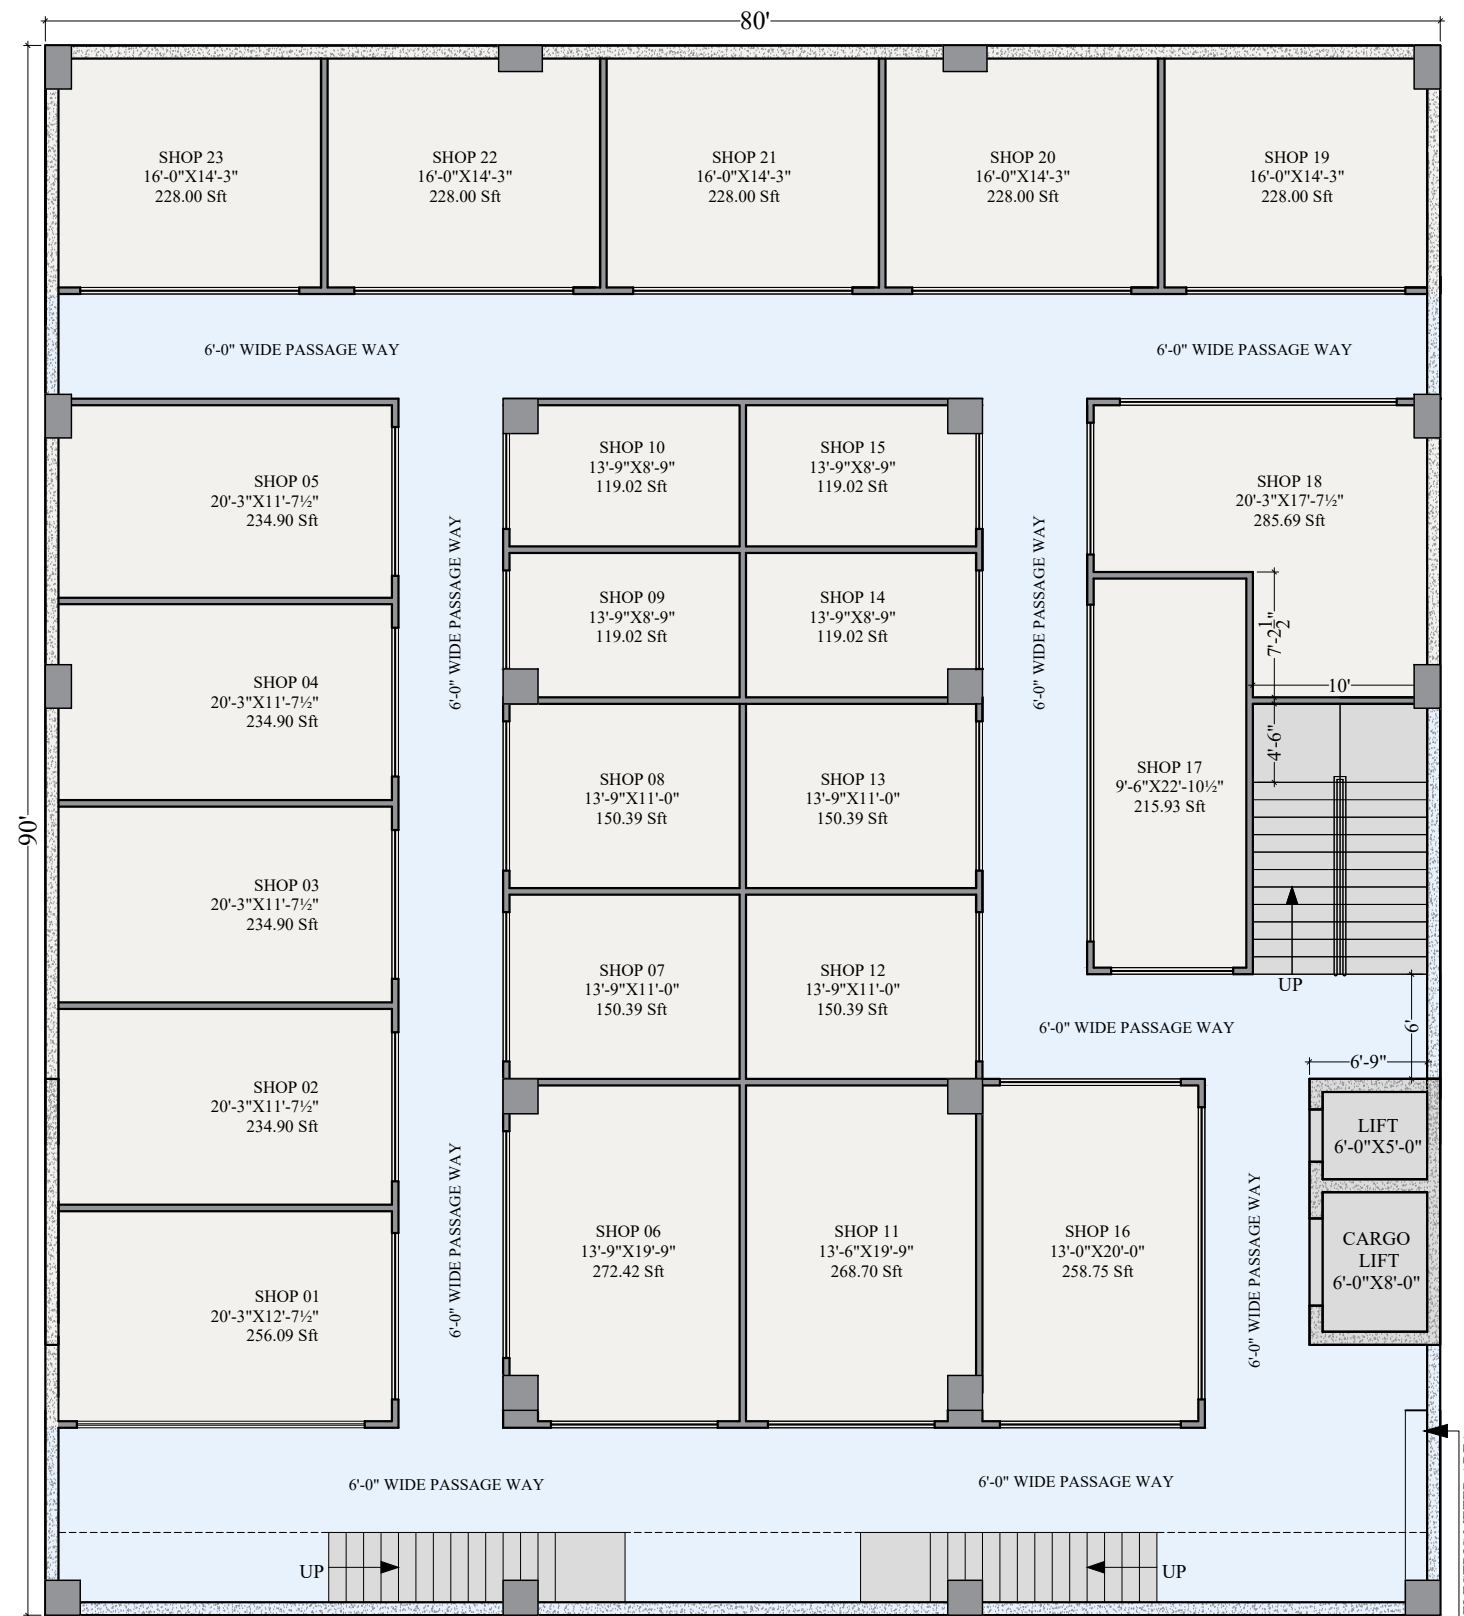 80'
90'
SHOP 23
16'-0"X14'-3"
228.00 Sft
SHOP 22
16'-0"X14'-3"
228.00 Sft
SHOP 21
16'-0"X14'-3"
228.00 Sft
SHOP 20
16'-0"X14'-3"
228.00 Sft
SHOP 19
16'-0"X14'-3"
228.00 Sft
6'-0" WIDE PASSAGE WAY
6'-0" WIDE PASSAGE WAY
SHOP 05
20'-3"X11'-7½"
234.90 Sft
6'-0" WIDE PASSAGE WAY
SHOP 10
13'-9"X8'-9"
119.02 Sft
SHOP 15
13'-9"X8'-9"
119.02 Sft
6'-0" WIDE PASSAGE WAY
SHOP 18
20'-3"X17'-7½"
285.69 Sft
SHOP 09
13'-9"X8'-9"
119.02 Sft
SHOP 14
13'-9"X8'-9"
119.02 Sft
7'-2½"
10'
4'-6"
SHOP 04
20'-3"X11'-7½"
234.90 Sft
SHOP 08
13'-9"X11'-0"
150.39 Sft
SHOP 13
13'-9"X11'-0"
150.39 Sft
SHOP 17
9'-6"X22'-10½"
215.93 Sft
SHOP 03
20'-3"X11'-7½"
234.90 Sft
SHOP 07
13'-9"X11'-0"
150.39 Sft
SHOP 12
13'-9"X11'-0"
150.39 Sft
UP
6'-0" WIDE PASSAGE WAY
6'
6'-9"
SHOP 02
20'-3"X11'-7½"
234.90 Sft
LIFT
6'-0"X5'-0"
6'-0" WIDE PASSAGE WAY
SHOP 06
13'-9"X19'-9"
272.42 Sft
SHOP 11
13'-6"X19'-9"
268.70 Sft
SHOP 16
13'-0"X20'-0"
258.75 Sft
6'-0" WIDE PASSAGE WAY
CARGO
LIFT
6'-0"X8'-0"
SHOP 01
20'-3"X12'-7½"
256.09 Sft
6'-0" WIDE PASSAGE WAY
6'-0" WIDE PASSAGE WAY
UP
UP